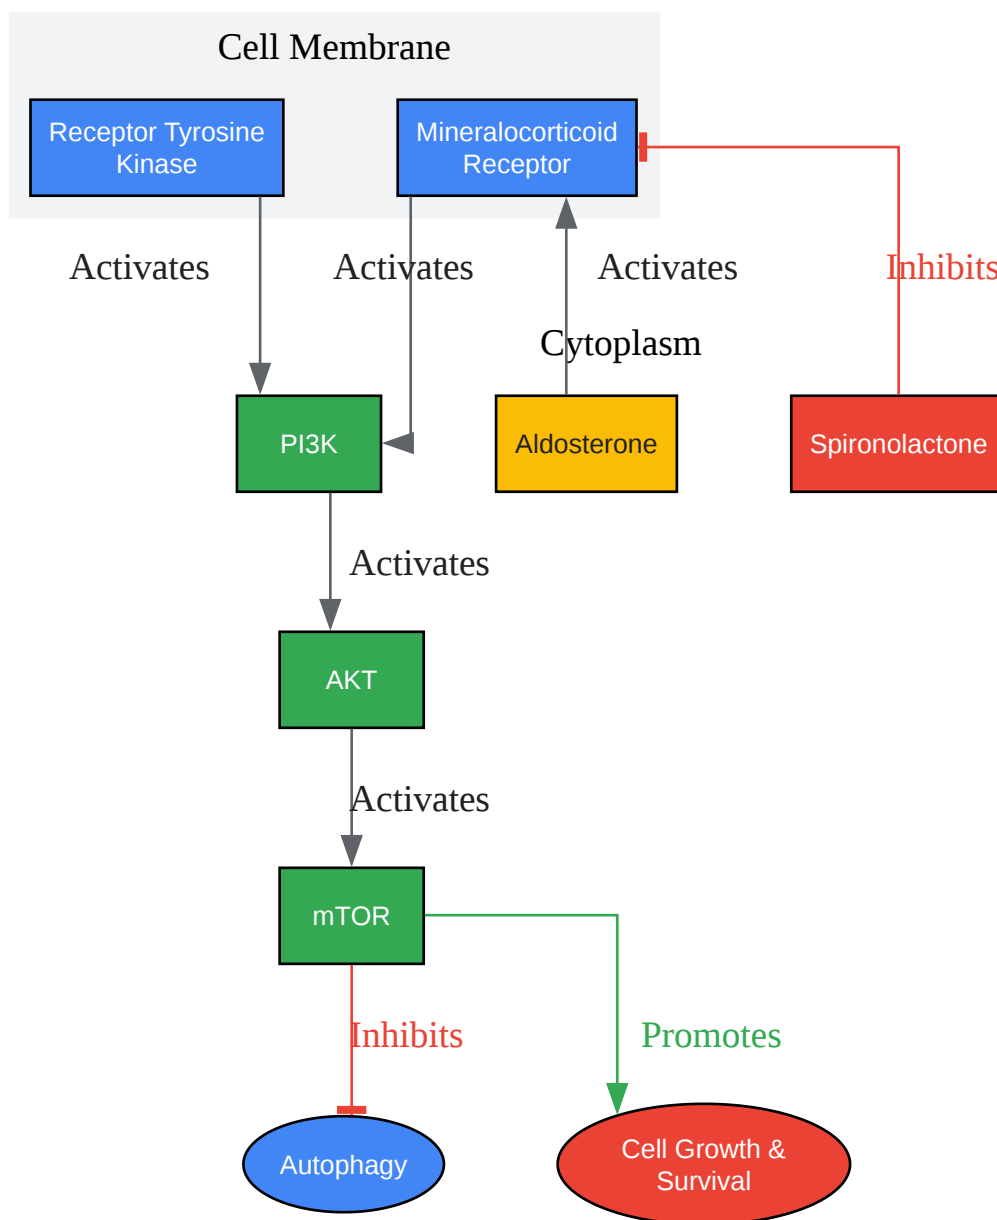 Cell Membrane
Receptor Tyrosine
Kinase
Mineralocorticoid
Receptor
Activates
Activates
Activates
Inhibits
Cytoplasm
PI3K
Aldosterone
Spironolactone
Activates
AKT
Activates
mTOR
Inhibits
Promotes
Autophagy
Cell Growth &
Survival